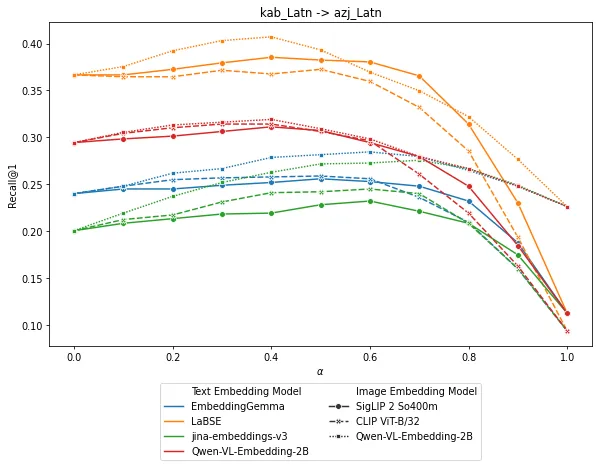 kab_Latn -> azj_Latn
Recall@1
0.40
0.35
0.30
0.25
0.20
0.15
0.10
0.0
0.2
0.4
0.6
0.8
1.0
α
Text Embedding Model
EmbeddingGemma
LaBSE
jina-embeddings-v3
Qwen-VL-Embedding-2B
Image Embedding Model
SigLIP 2 So400m
CLIP ViT-B/32
Qwen-VL-Embedding-2B